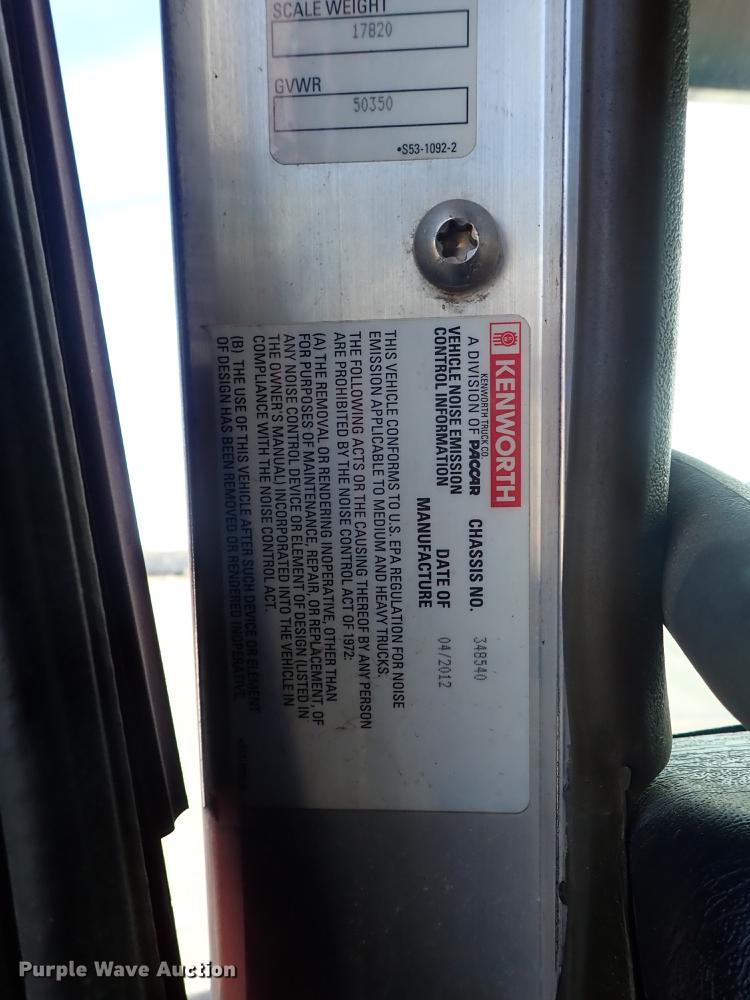 SCALE WEIGHT
17820
GVWR
50350
•S53-1092-2
KENWORTH
KENWORTH TRUCK CO.
A DIVISION OF PACCAR
VEHICLE NOISE EMISSION
CONTROL INFORMATION
CHASSIS NO. 348540
DATE OF
MANUFACTURE
04/2012
THIS VEHICLE CONFORMS TO U.S. EPA REGULATION FOR NOISE
EMISSION APPLICABLE TO MEDIUM AND HEAVY TRUCKS.
THE FOLLOWING ACTS OR THE CAUSING THEREOF BY ANY PERSON
ARE PROHIBITED BY THE NOISE CONTROL ACT OF 1972:
(A) THE REMOVAL OR RENDERING INOPERATIVE, OTHER THAN
FOR PURPOSES OF MAINTENANCE, REPAIR, OR REPLACEMENT, OF
ANY NOISE CONTROL DEVICE OR ELEMENT OF DESIGN (LISTED IN
THE OWNER'S MANUAL) INCORPORATED INTO THE VEHICLE IN
COMPLIANCE WITH THE NOISE CONTROL ACT.
(B) THE USE OF THIS VEHICLE AFTER SUCH DEVICE OR ELEMENT
OF DESIGN HAS BEEN REMOVED OR RENDERED INOPERATIVE.
Purple Wave Auction